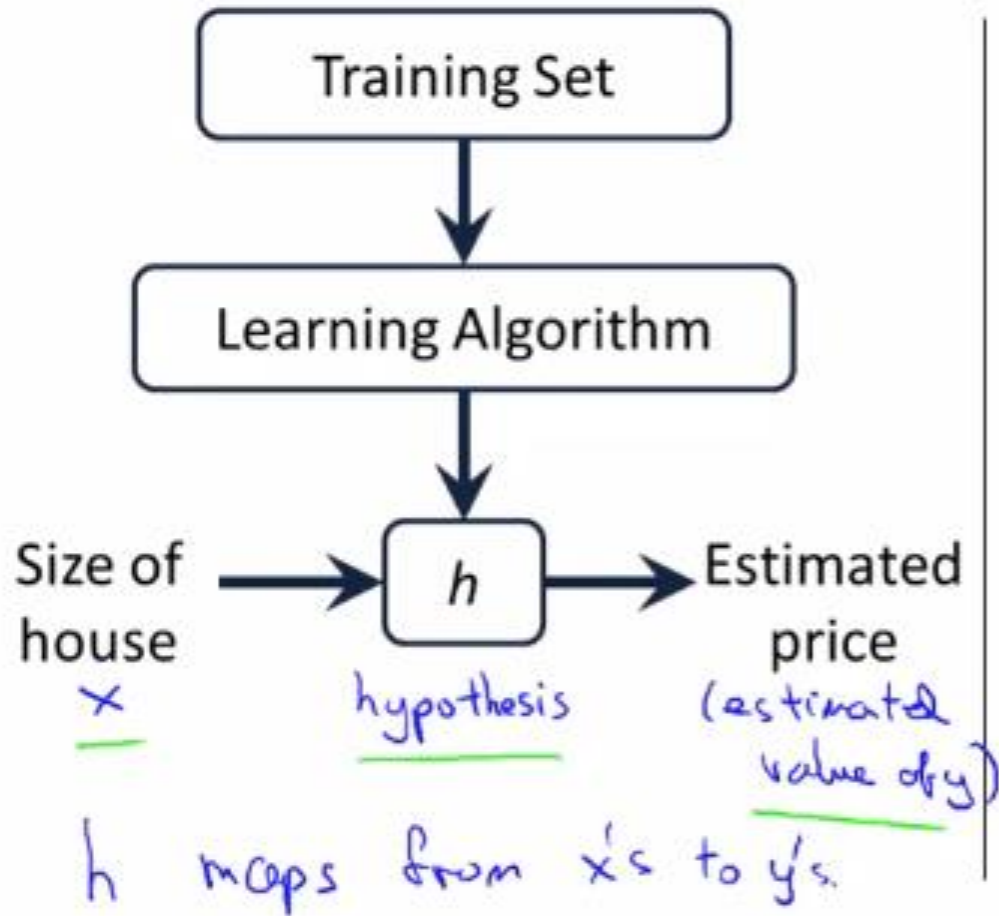 Training Set
Learning Algorithm
Size of
house
h
Estimated
price
x
hypothesis
(estimated
value of y)
h maps from x's to y's.